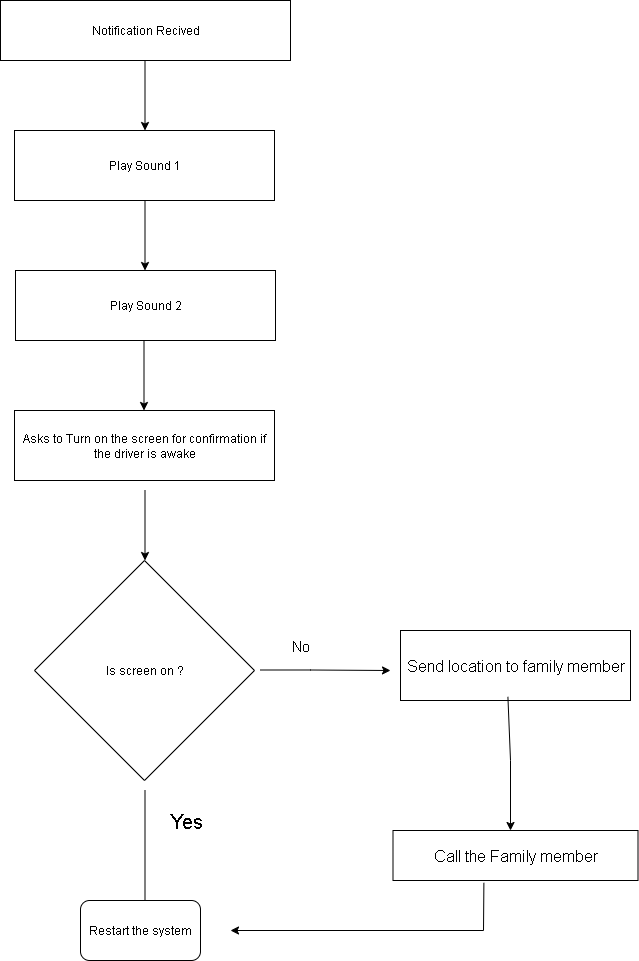 Notification Recived
Play Sound 1
Play Sound 2
Asks to Turn on the screen for confirmation if
the driver is awake
Is screen on ?
No
Send location to family member
Yes
Call the Family member
Restart the system